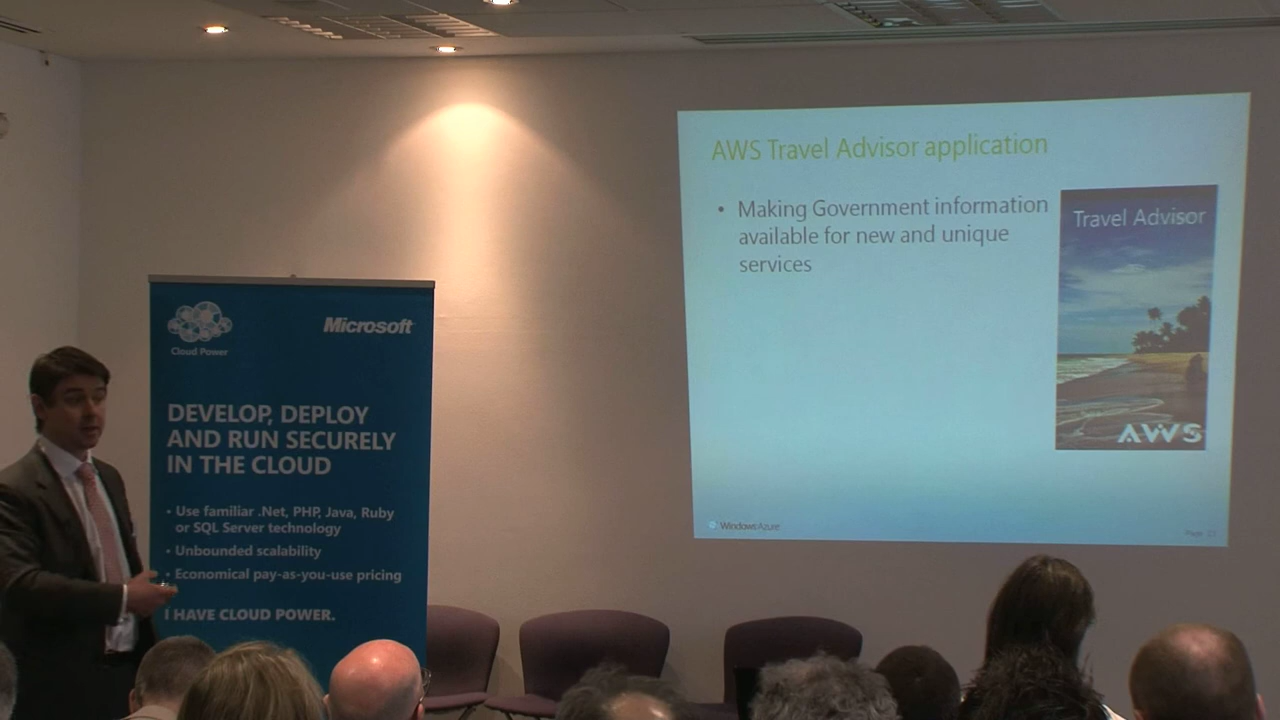 AWS Travel Advisor application
• Making Government information
available for new and unique
services
Travel Advisor
AWS
Windows Azure
Cloud Power
Microsoft
DEVELOP, DEPLOY
AND RUN SECURELY
IN THE CLOUD
• Use familiar .Net, PHP, Java, Ruby
or SQL Server technology
• Unbounded scalability
• Economical pay-as-you-use pricing
I HAVE CLOUD POWER.